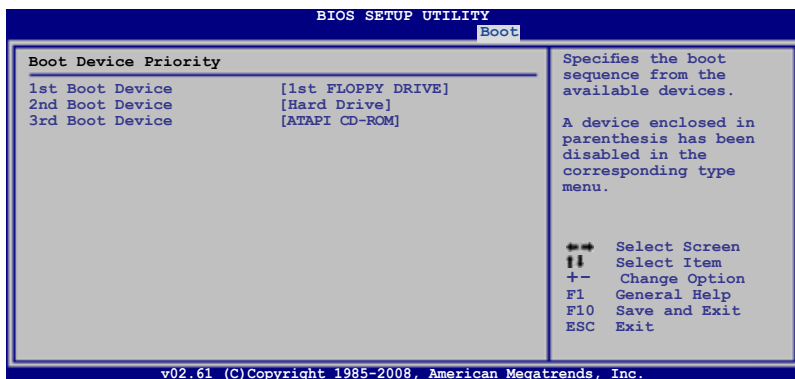 BIOS SETUP UTILITY
Boot
Boot Device Priority
1st Boot Device [1st FLOPPY DRIVE]
2nd Boot Device [Hard Drive]
3rd Boot Device [ATAPI CD-ROM]
Specifies the boot
sequence from the
available devices.
A device enclosed in
parenthesis has been
disabled in the
corresponding type
menu.
←→ Select Screen
↑↓ Select Item
+- Change Option
F1 General Help
F10 Save and Exit
ESC Exit
v02.61 (C)Copyright 1985-2008, American Megatrends, Inc.